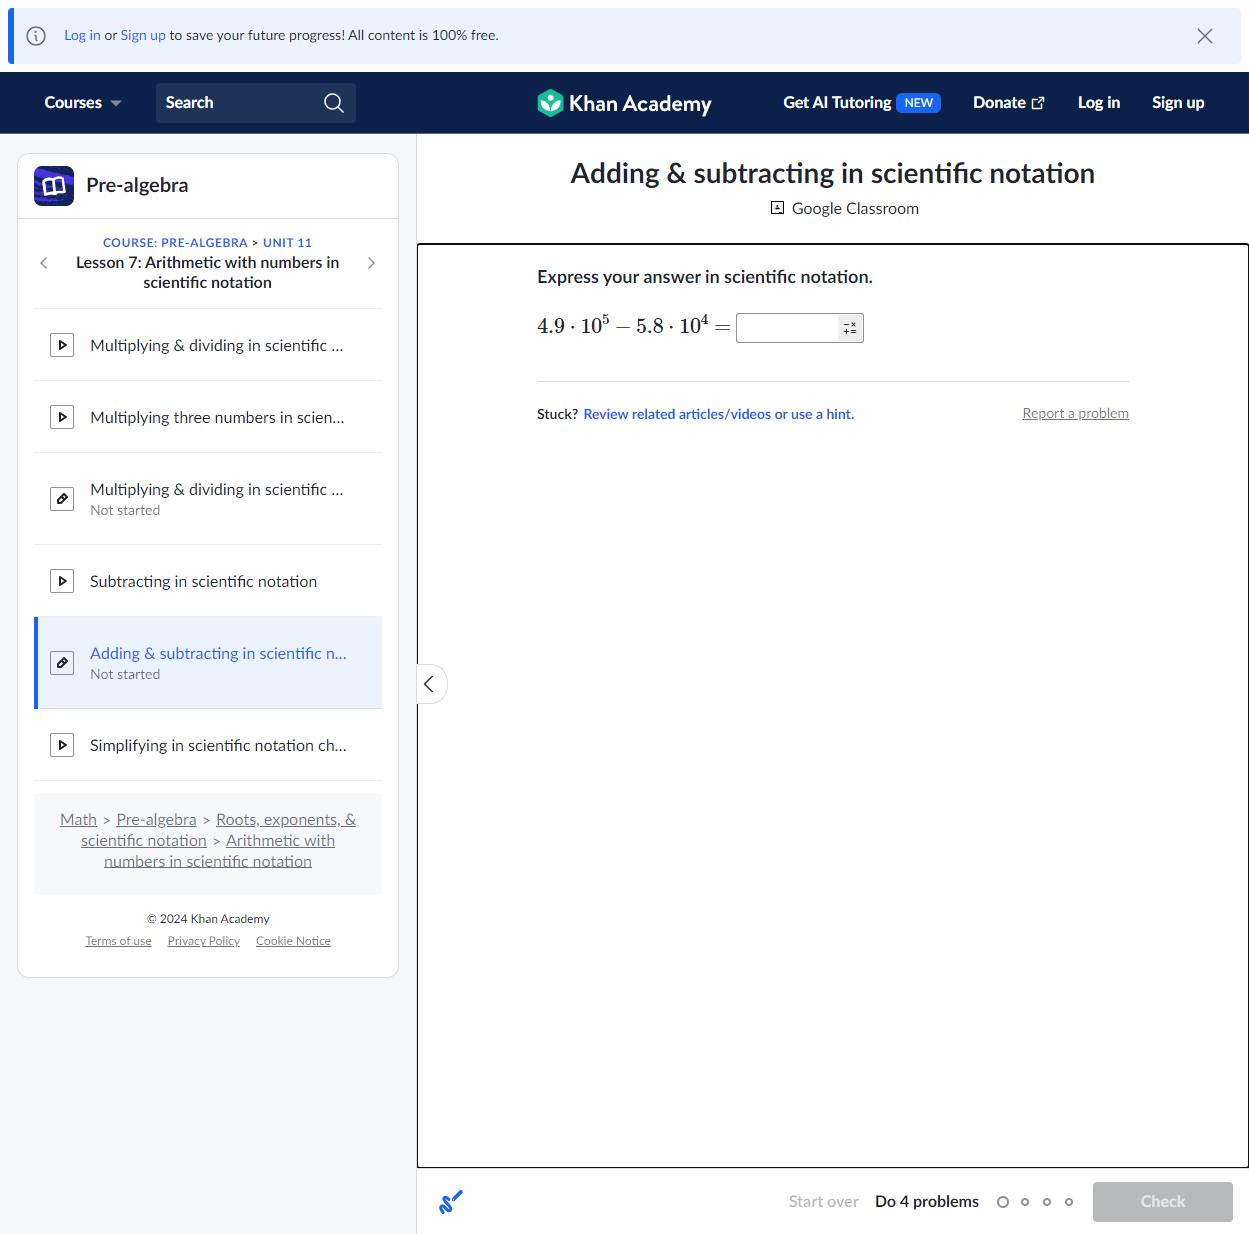 Log in or Sign up to save your future progress! All content is 100% free.
Courses
Search
Khan Academy
Get AI Tutoring NEW
Donate
Log in
Sign up
Pre-algebra
COURSE: PRE-ALGEBRA > UNIT 11
Lesson 7: Arithmetic with numbers in
scientific notation
Multiplying & dividing in scientific ...
Multiplying three numbers in scien...
Multiplying & dividing in scientific ...
Not started
Subtracting in scientific notation
Adding & subtracting in scientific n...
Not started
Simplifying in scientific notation ch...
Math > Pre-algebra > Roots, exponents, &
scientific notation > Arithmetic with
numbers in scientific notation
© 2024 Khan Academy
Terms of use Privacy Policy Cookie Notice
Adding & subtracting in scientific notation
Google Classroom
Express your answer in scientific notation.
4.9 · 10⁵ − 5.8 · 10⁴ =
Stuck? Review related articles/videos or use a hint.
Report a problem
Start over
Do 4 problems
Check